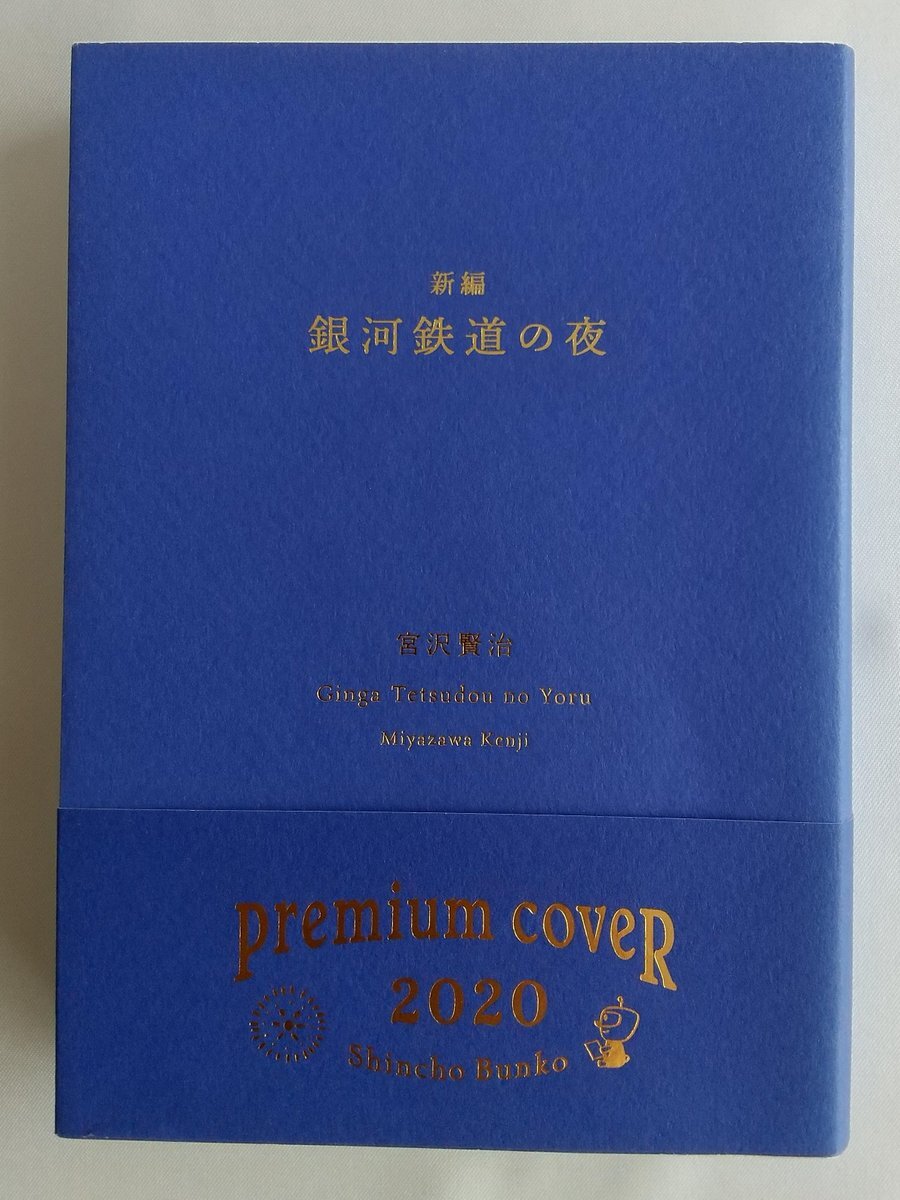 新編
銀河鉄道の夜
宮沢賢治
Ginga Tetsudou no Yoru
Miyazawa Kenji
premium coveR
2020
Shincho Bunko